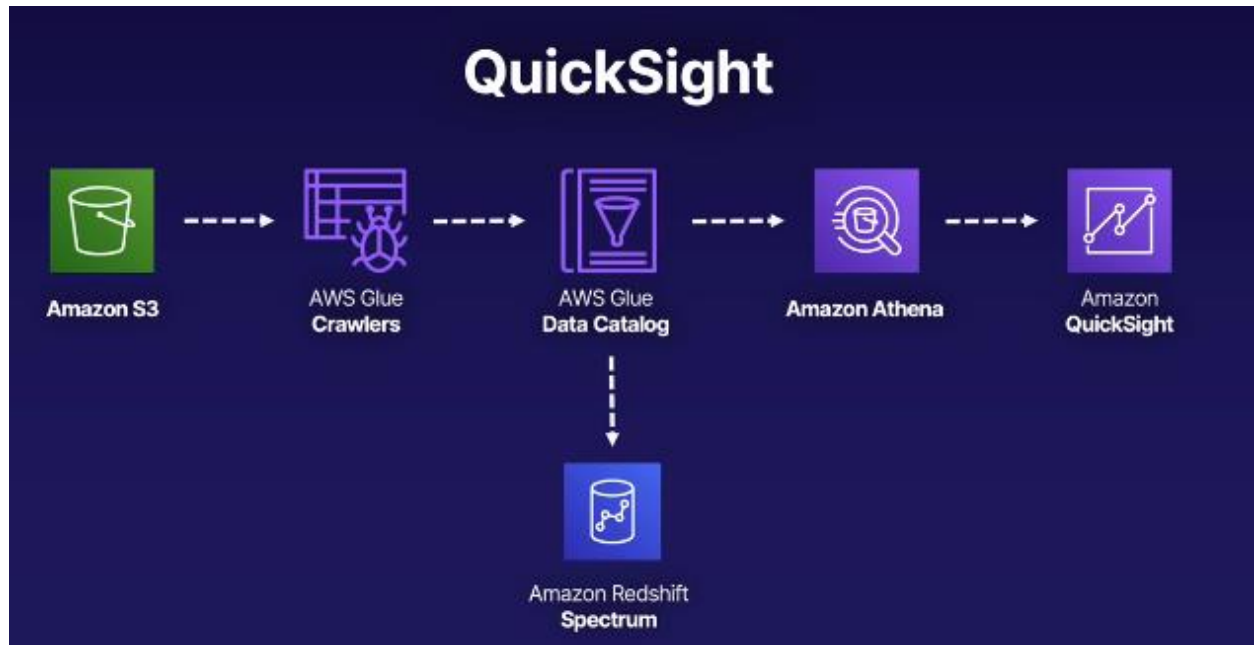 QuickSight
Amazon S3
AWS Glue
Crawlers
AWS Glue
Data Catalog
Amazon Athena
Amazon
QuickSight
Amazon Redshift
Spectrum